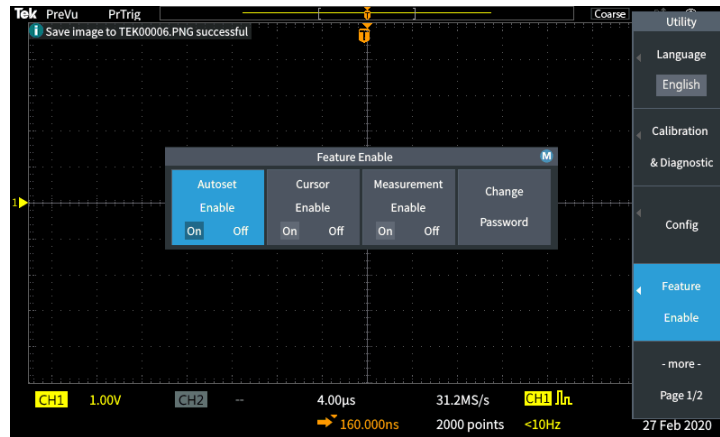 Tek PreVu PrTrig T Coarse
i Save image to TEK00006.PNG successful
T
Utility
Language
English
Calibration
& Diagnostic
Config
Feature
Enable
- more -
Page 1/2
Feature Enable M
Autoset
Enable
On Off
Cursor
Enable
On Off
Measurement
Enable
On Off
Change
Password
1
CH1 1.00V CH2 -- 4.00µs 31.2MS/s CH1
160.000ns 2000 points <10Hz 27 Feb 2020